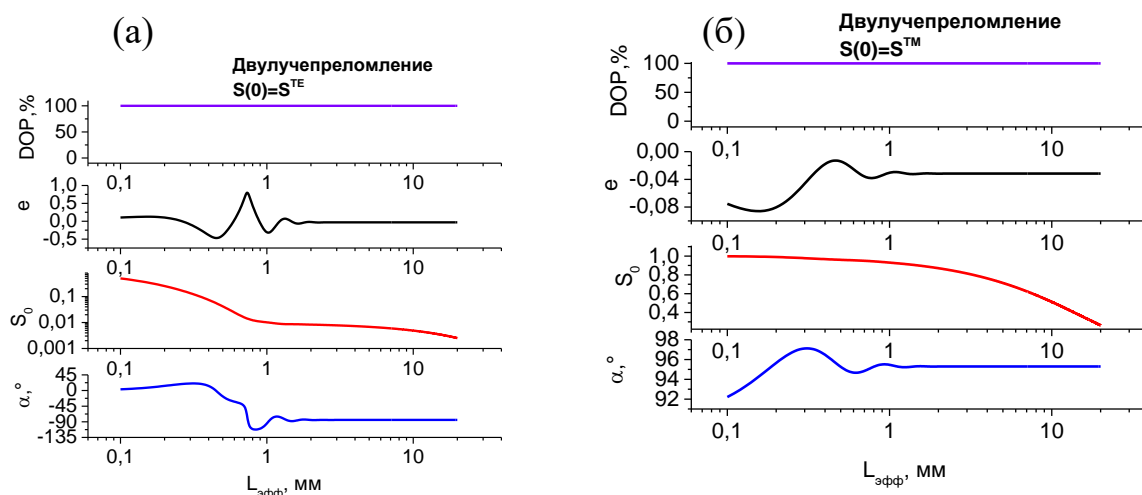 (а)
Двулучепреломление
S(0)=S^TE
DOP,%
100
50
0
0,1 1 10
e
1,0
0,5
0,0
-0,5
0,1 1 10
S₀
0,1
0,01
0,001
0,1 1 10
α,°
45
0
-45
-90
-135
0,1 1 10
L_эфф, мм
(б)
Двулучепреломление
S(0)=S^TM
DOP,%
100
50
0
0,1 1 10
e
0,00
-0,04
-0,08
0,1 1 10
S₀
1,0
0,8
0,6
0,4
0,1 1 10
α,°
98
96
94
92
0,1 1 10
L_эфф, мм